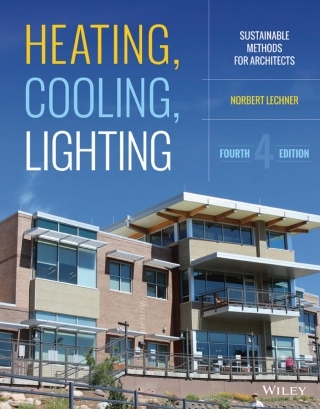 HEATING,
COOLING,
LIGHTING
SUSTAINABLE
METHODS
FOR ARCHITECTS
NORBERT LECHNER
FOURTH 4 EDITION
WILEY